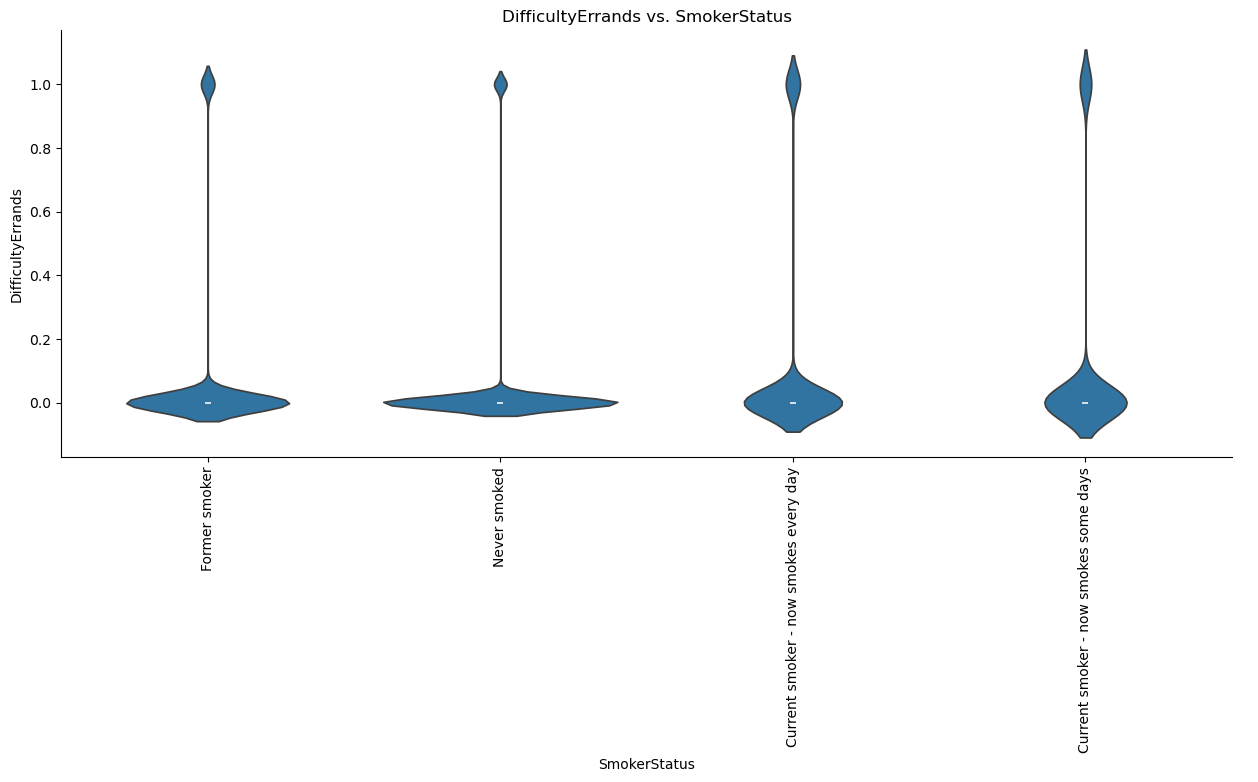 DifficultyErrands vs. SmokerStatus
DifficultyErrands
1.0
0.8
0.6
0.4
0.2
0.0
Former smoker
Never smoked
Current smoker - now smokes every day
Current smoker - now smokes some days
SmokerStatus